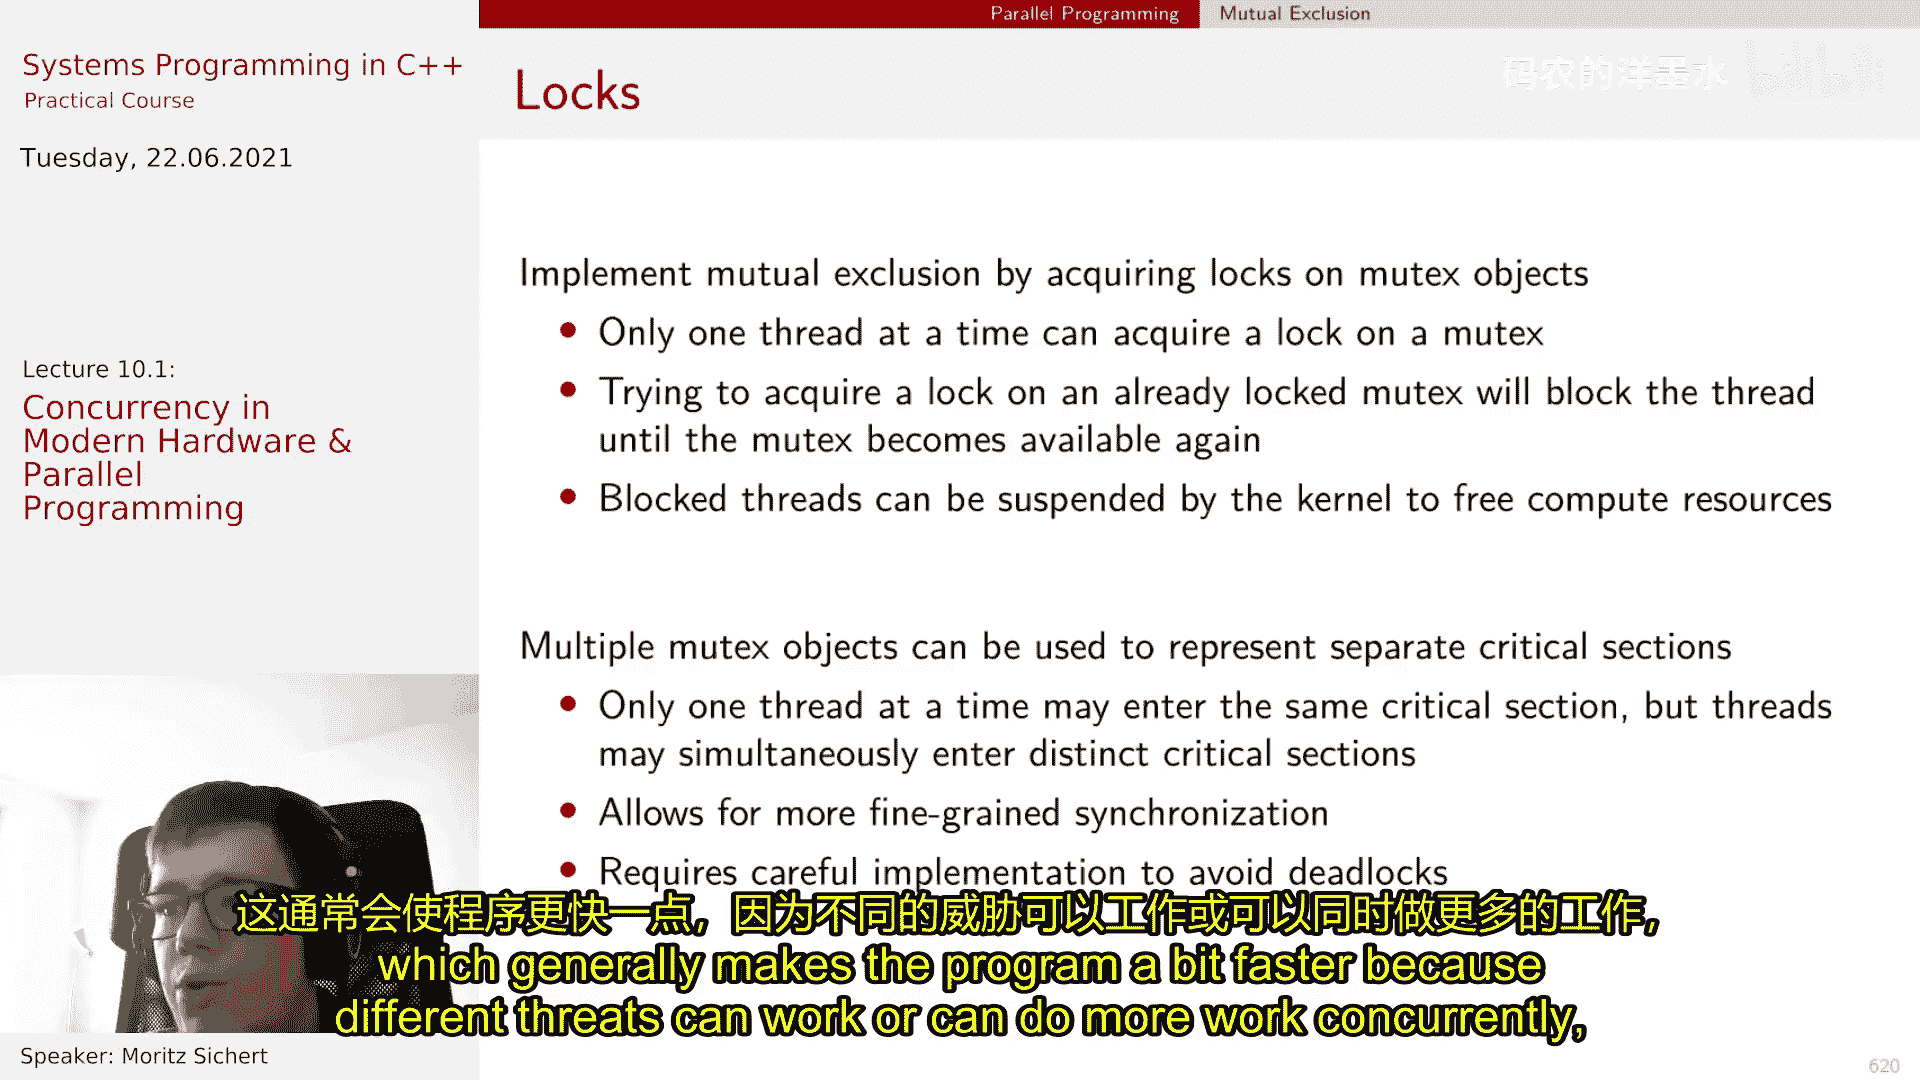 Parallel Programming
Mutual Exclusion
Systems Programming in C++
Practical Course
Tuesday, 22.06.2021
Lecture 10.1:
Concurrency in
Modern Hardware &
Parallel
Programming
Speaker: Moritz Sichert
码农的洋墨水 bilibili
Locks
Implement mutual exclusion by acquiring locks on mutex objects
Only one thread at a time can acquire a lock on a mutex
Trying to acquire a lock on an already locked mutex will block the thread
until the mutex becomes available again
Blocked threads can be suspended by the kernel to free compute resources
Multiple mutex objects can be used to represent separate critical sections
Only one thread at a time may enter the same critical section, but threads
may simultaneously enter distinct critical sections
Allows for more fine-grained synchronization
Requires careful implementation to avoid deadlocks
这通常会使程序更快一点，因为不同的威胁可以工作或可以同时做更多的工作，
which generally makes the program a bit faster because
different threats can work or can do more work concurrently,
620